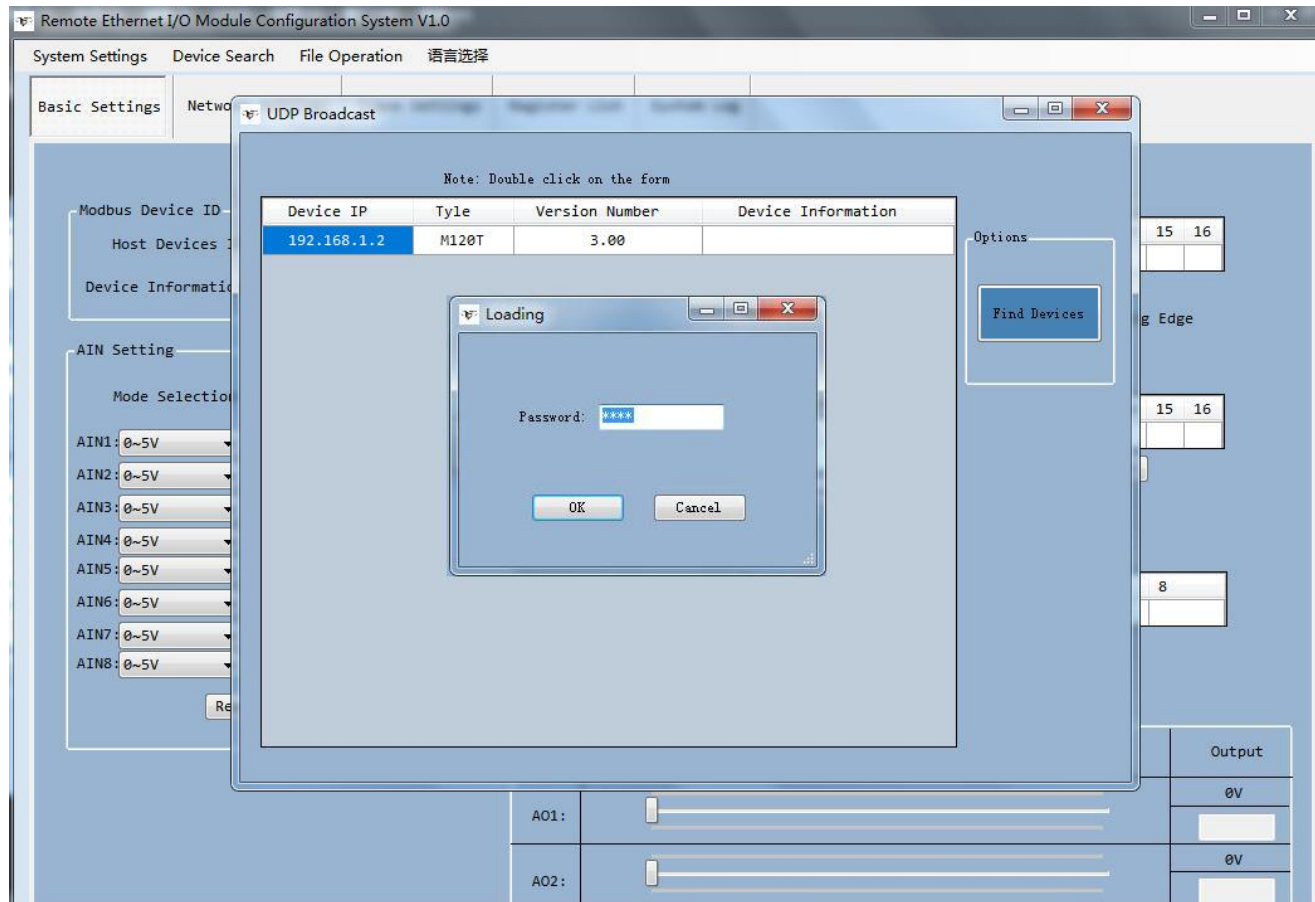 Remote Ethernet I/O Module Configuration System V1.0
System Settings Device Search File Operation 语言选择
Basic Settings Netwo
UDP Broadcast
Note: Double click on the form
Device IP Tyle Version Number Device Information
192.168.1.2 M120T 3.00
Options
Find Devices
Loading
Password: ****
OK Cancel
Modbus Device ID
Host Devices I
Device Informatio
AIN Setting
Mode Selection
AIN1: 0~5V
AIN2: 0~5V
AIN3: 0~5V
AIN4: 0~5V
AIN5: 0~5V
AIN6: 0~5V
AIN7: 0~5V
AIN8: 0~5V
Re
15 16
g Edge
15 16
8
Output
AO1: 0V
AO2: 0V